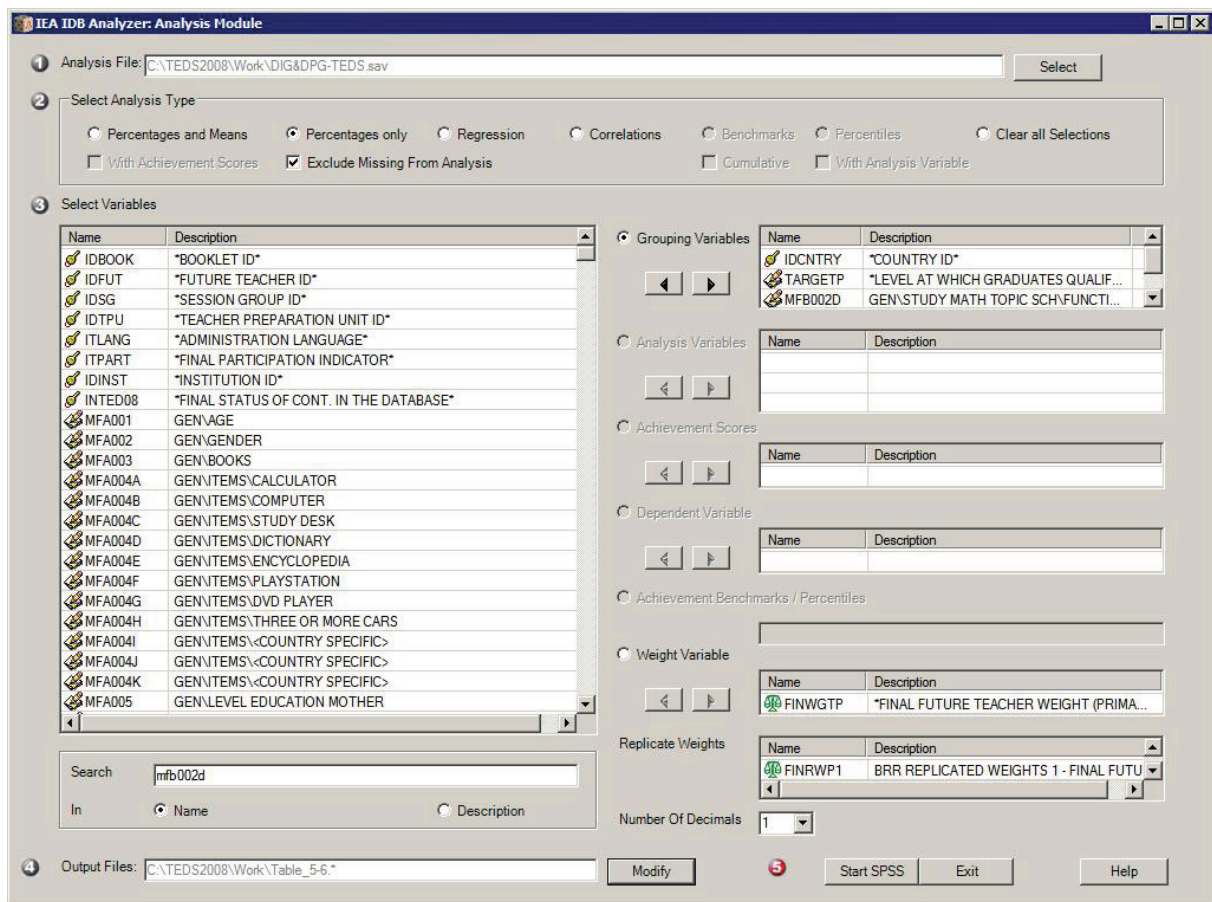 IEA IDB Analyzer: Analysis Module
1 Analysis File: C:\TEDS2008\Work\DIG&DPG-TEDS.sav Select
2 Select Analysis Type
Percentages and Means Percentages only Regression Correlations Benchmarks Percentiles Clear all Selections
With Achievement Scores Exclude Missing From Analysis Cumulative With Analysis Variable
3 Select Variables
Name Description
IDBOOK *BOOKLET ID*
IDFUT *FUTURE TEACHER ID*
IDSG *SESSION GROUP ID*
IDTPU *TEACHER PREPARATION UNIT ID*
ITLANG *ADMINISTRATION LANGUAGE*
ITPART *FINAL PARTICIPATION INDICATOR*
IDINST *INSTITUTION ID*
INTED08 *FINAL STATUS OF CONT. IN THE DATABASE*
MFA001 GEN\AGE
MFA002 GEN\GENDER
MFA003 GEN\BOOKS
MFA004A GEN\ITEMS\CALCULATOR
MFA004B GEN\ITEMS\COMPUTER
MFA004C GEN\ITEMS\STUDY DESK
MFA004D GEN\ITEMS\DICTIONARY
MFA004E GEN\ITEMS\ENCYCLOPEDIA
MFA004F GEN\ITEMS\PLAYSTATION
MFA004G GEN\ITEMS\DVD PLAYER
MFA004H GEN\ITEMS\THREE OR MORE CARS
MFA004I GEN\ITEMS\<COUNTRY SPECIFIC>
MFA004J GEN\ITEMS\<COUNTRY SPECIFIC>
MFA004K GEN\ITEMS\<COUNTRY SPECIFIC>
MFA005 GEN\LEVEL EDUCATION MOTHER
Search mfb002d
In Name Description
Grouping Variables
Name Description
IDCNTRY *COUNTRY ID*
TARGETP *LEVEL AT WHICH GRADUATES QUALIF...
MFB002D GEN\STUDY MATH TOPIC SCH\FUNCTI...
Analysis Variables
Name Description
Achievement Scores
Name Description
Dependent Variable
Name Description
Achievement Benchmarks / Percentiles
Weight Variable
Name Description
FINWGTP *FINAL FUTURE TEACHER WEIGHT (PRIMA...
Replicate Weights
Name Description
FINRWP1 BRR REPLICATED WEIGHTS 1 - FINAL FUTU
Number Of Decimals 1
4 Output Files: C:\TEDS2008\Work\Table_5-6.* Modify
5 Start SPSS Exit Help